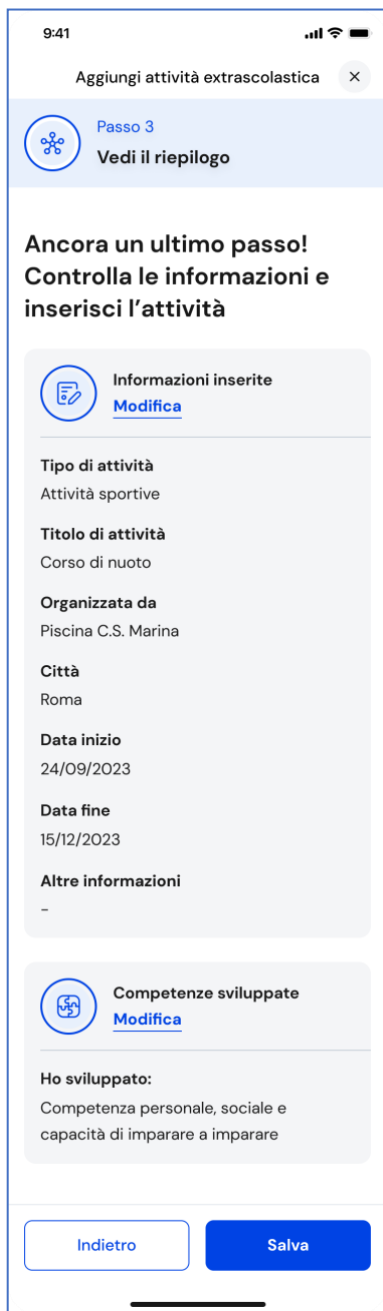 9:41
Aggiungi attività extrascolastica
Passo 3
Vedi il riepilogo
Ancora un ultimo passo!
Controlla le informazioni e
inserisci l’attività
Informazioni inserite
Modifica
Tipo di attività
Attività sportive
Titolo di attività
Corso di nuoto
Organizzata da
Piscina C.S. Marina
Città
Roma
Data inizio
24/09/2023
Data fine
15/12/2023
Altre informazioni
-
Competenze sviluppate
Modifica
Ho sviluppato:
Competenza personale, sociale e
capacità di imparare a imparare
Indietro
Salva